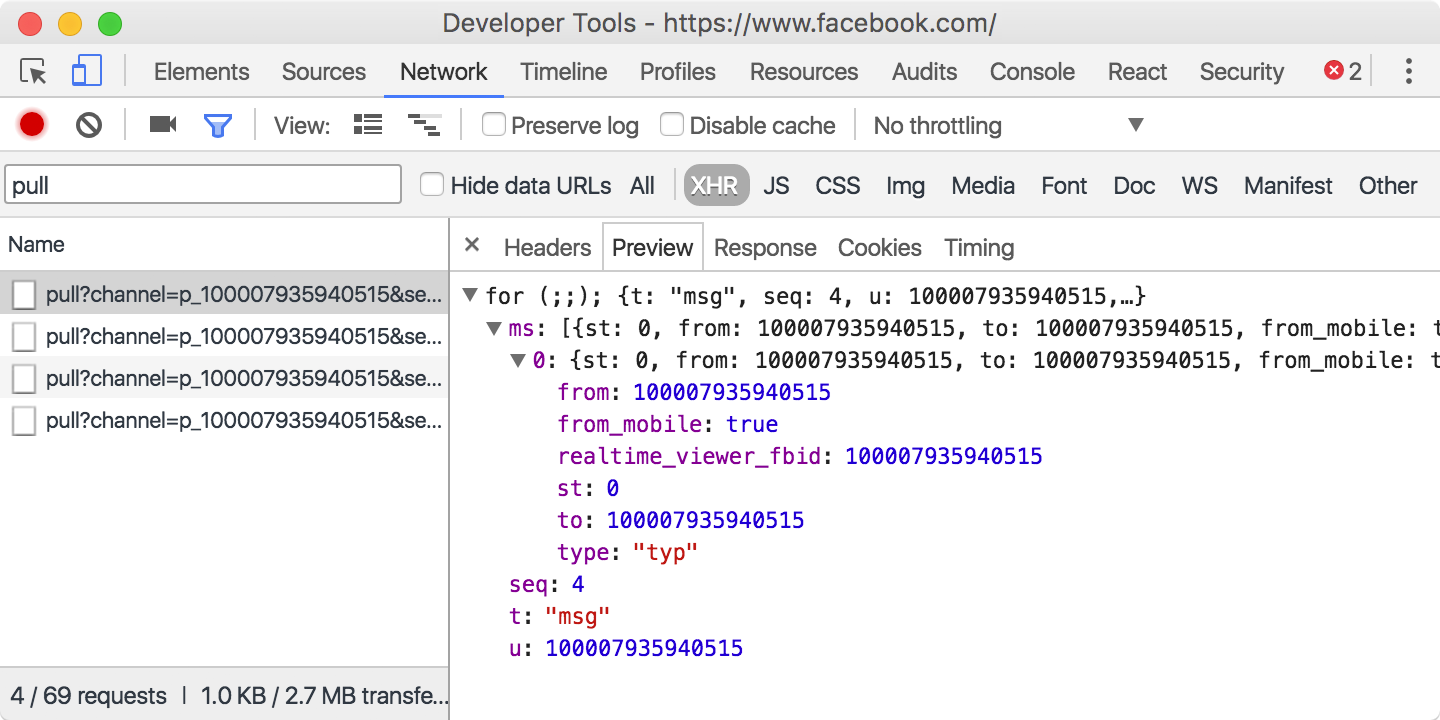 Developer Tools - https://www.facebook.com/
Elements Sources Network Timeline Profiles Resources Audits Console React Security 2
View: Preserve log Disable cache No throttling
pull Hide data URLs All XHR JS CSS Img Media Font Doc WS Manifest Other
Name
Headers Preview Response Cookies Timing
pull?channel=p_100007935940515&se...
pull?channel=p_100007935940515&se...
pull?channel=p_100007935940515&se...
pull?channel=p_100007935940515&se...
for (;;); {t: "msg", seq: 4, u: 100007935940515,…}
ms: [{st: 0, from: 100007935940515, to: 100007935940515, from_mobile: t
0: {st: 0, from: 100007935940515, to: 100007935940515, from_mobile: t
from: 100007935940515
from_mobile: true
realtime_viewer_fbid: 100007935940515
st: 0
to: 100007935940515
type: "typ"
seq: 4
t: "msg"
u: 100007935940515
4 / 69 requests | 1.0 KB / 2.7 MB transfe...